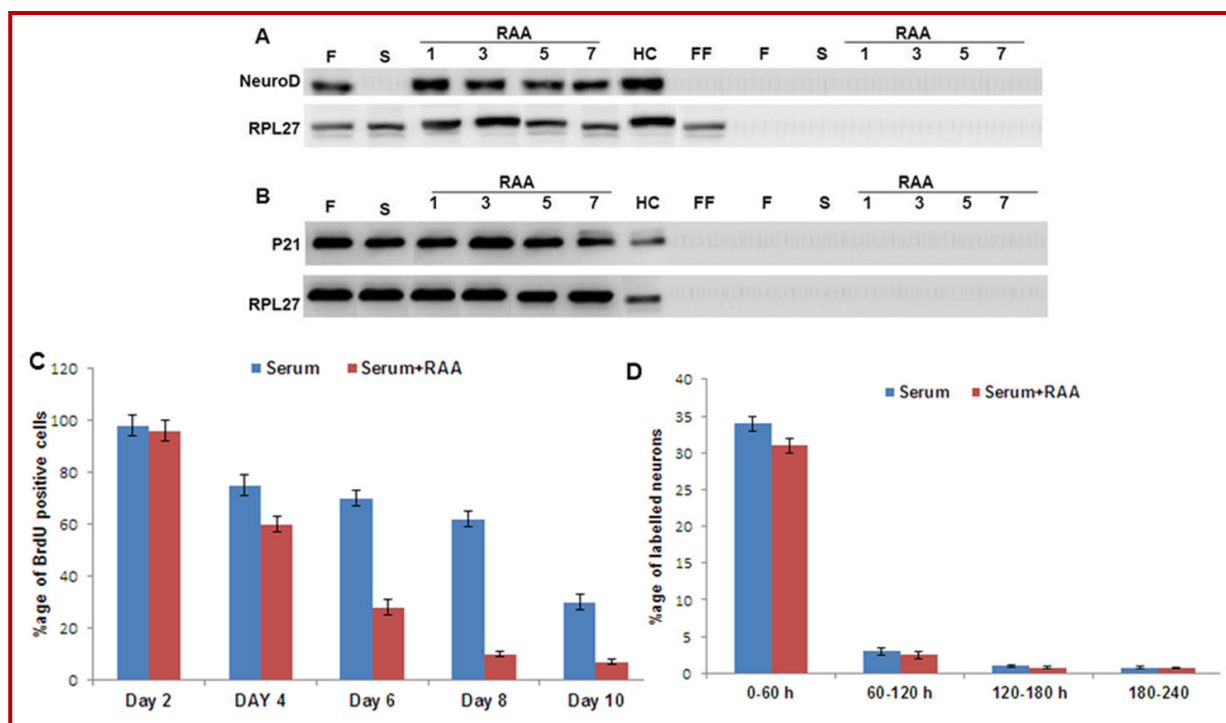 A
RAA
F S 1 3 5 7 HC FF F S RAA 1 3 5 7
NeuroD
RPL27
B
RAA
F S 1 3 5 7 HC FF F S RAA 1 3 5 7
P21
RPL27
C
Serum Serum+RAA
%age of BrdU positive cells
120
100
80
60
40
20
0
Day 2 DAY 4 Day 6 Day 8 Day 10
D
Serum Serum+RAA
%age of labelled neurons
40
35
30
25
20
15
10
5
0
0-60 h 60-120 h 120-180 h 180-240